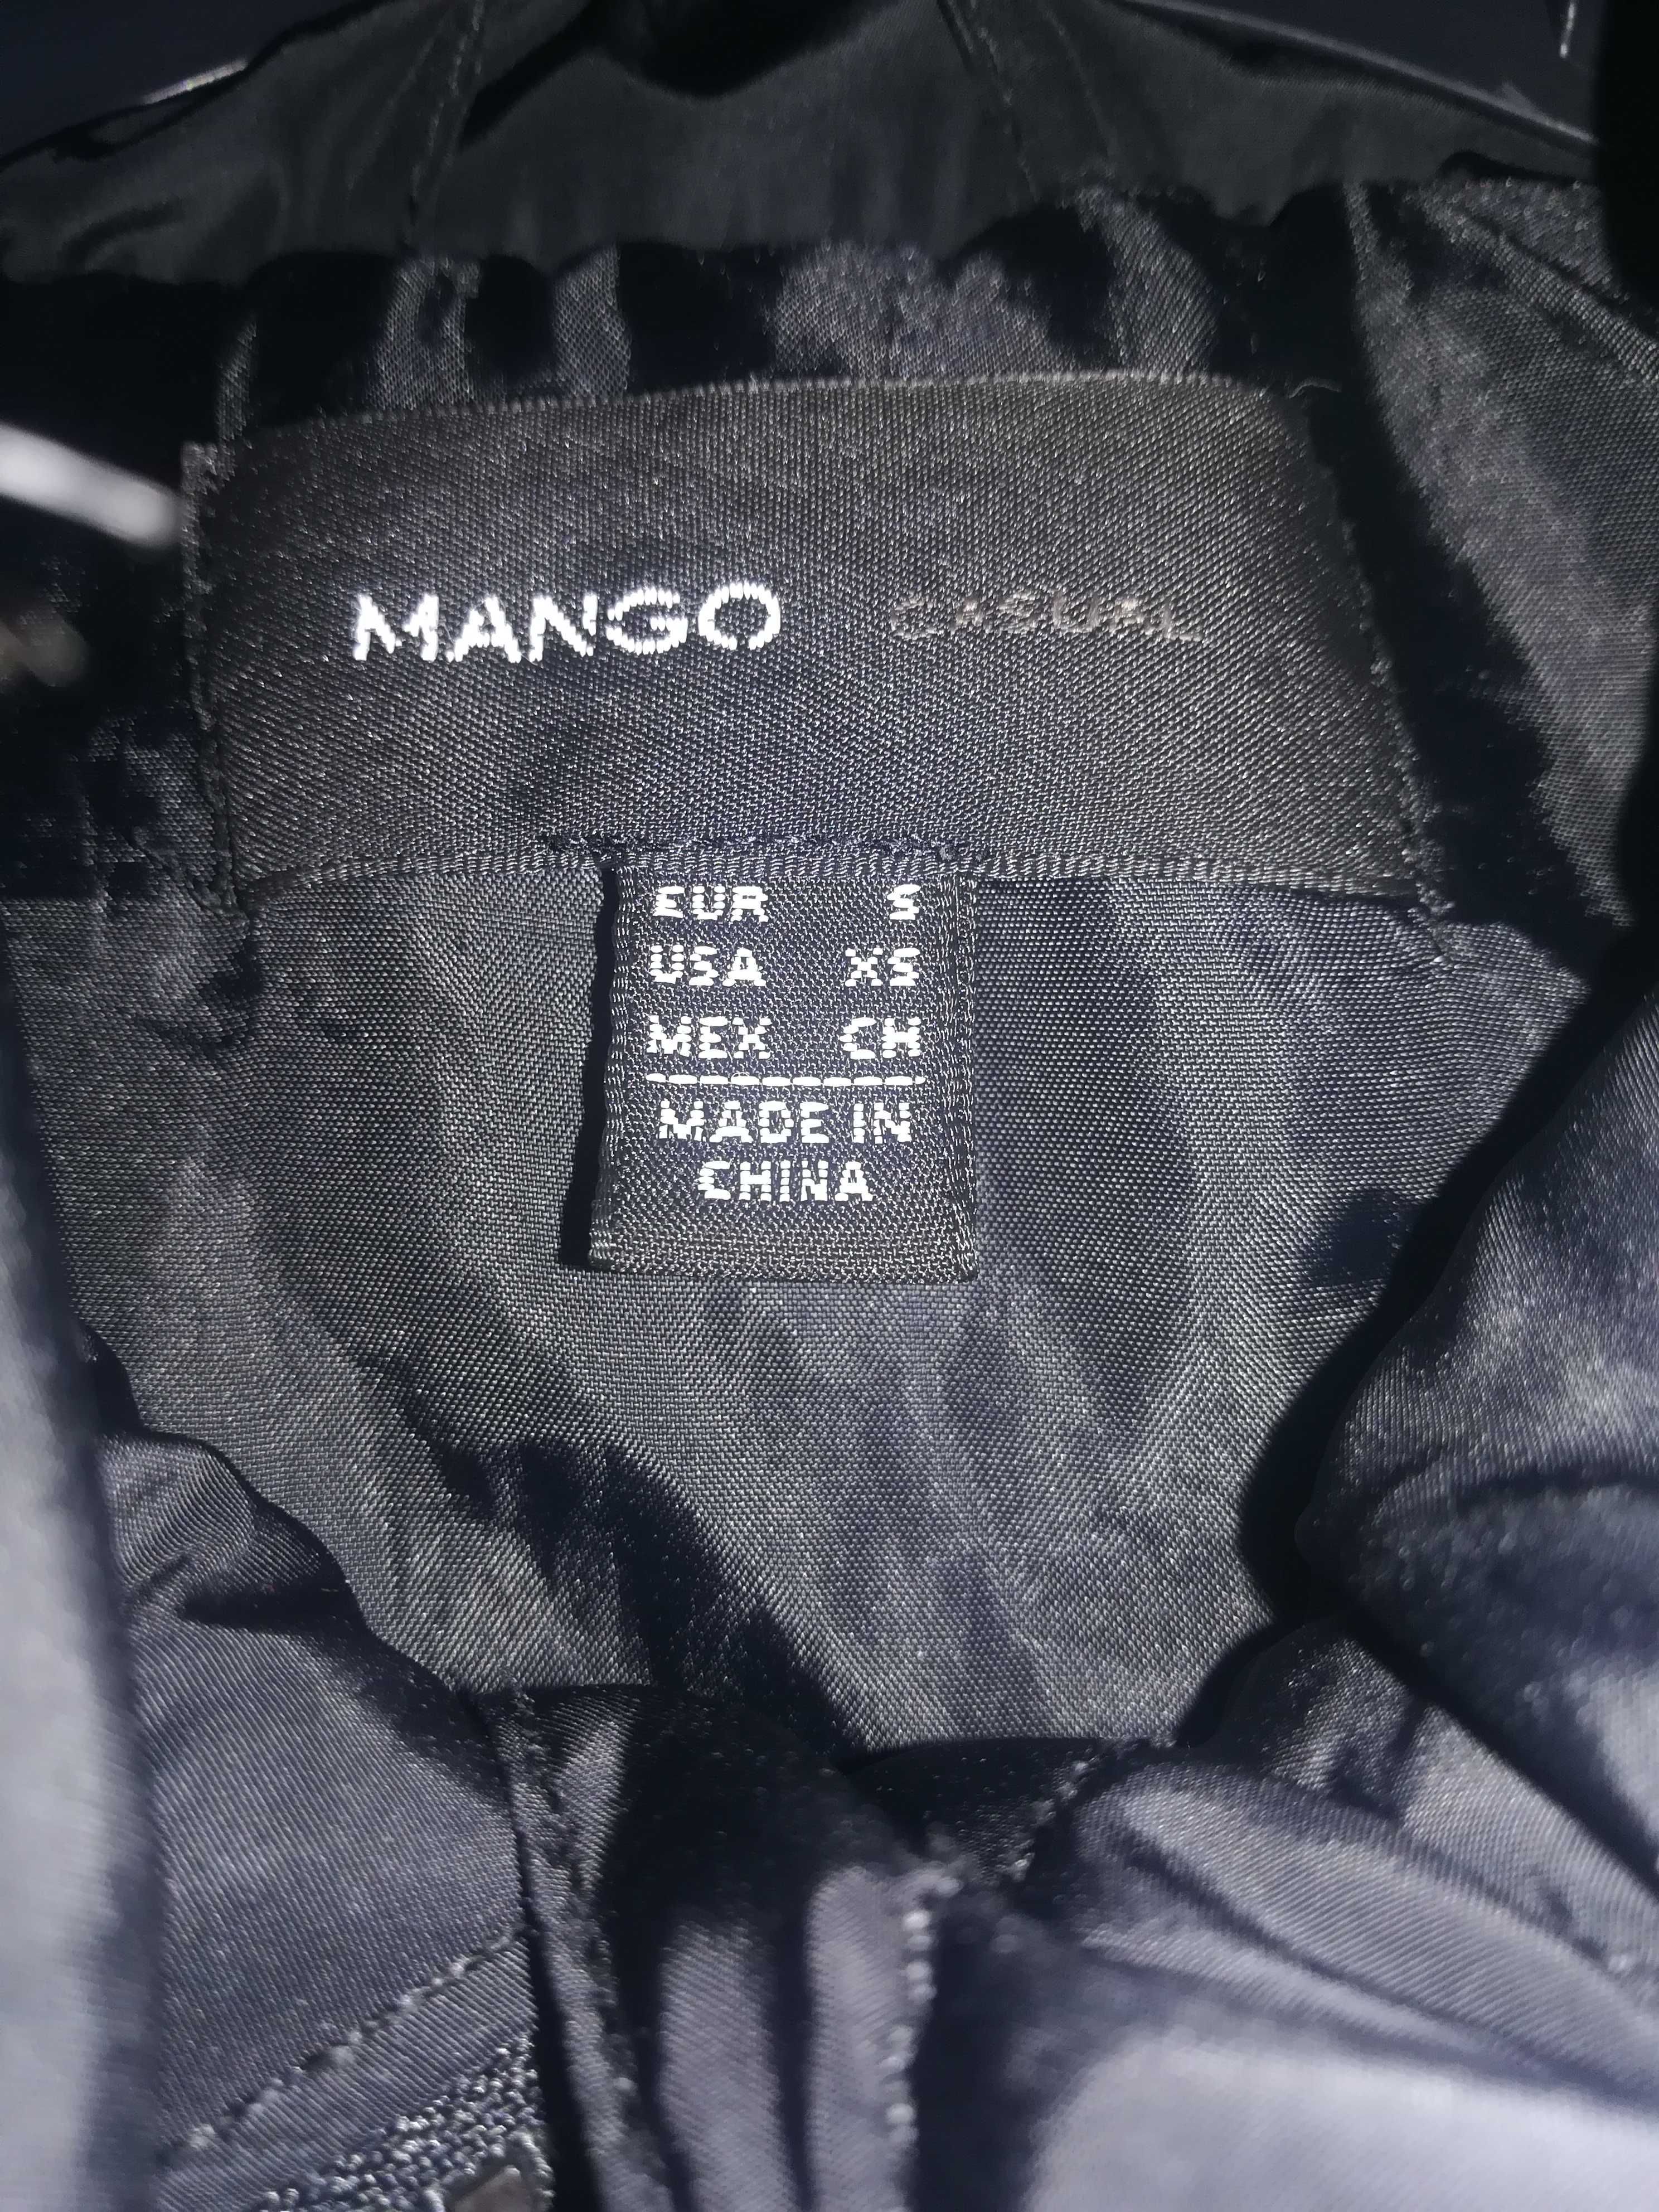 MANGO CASUAL
EUR S
USA XS
MEX CH
MADE IN
CHINA